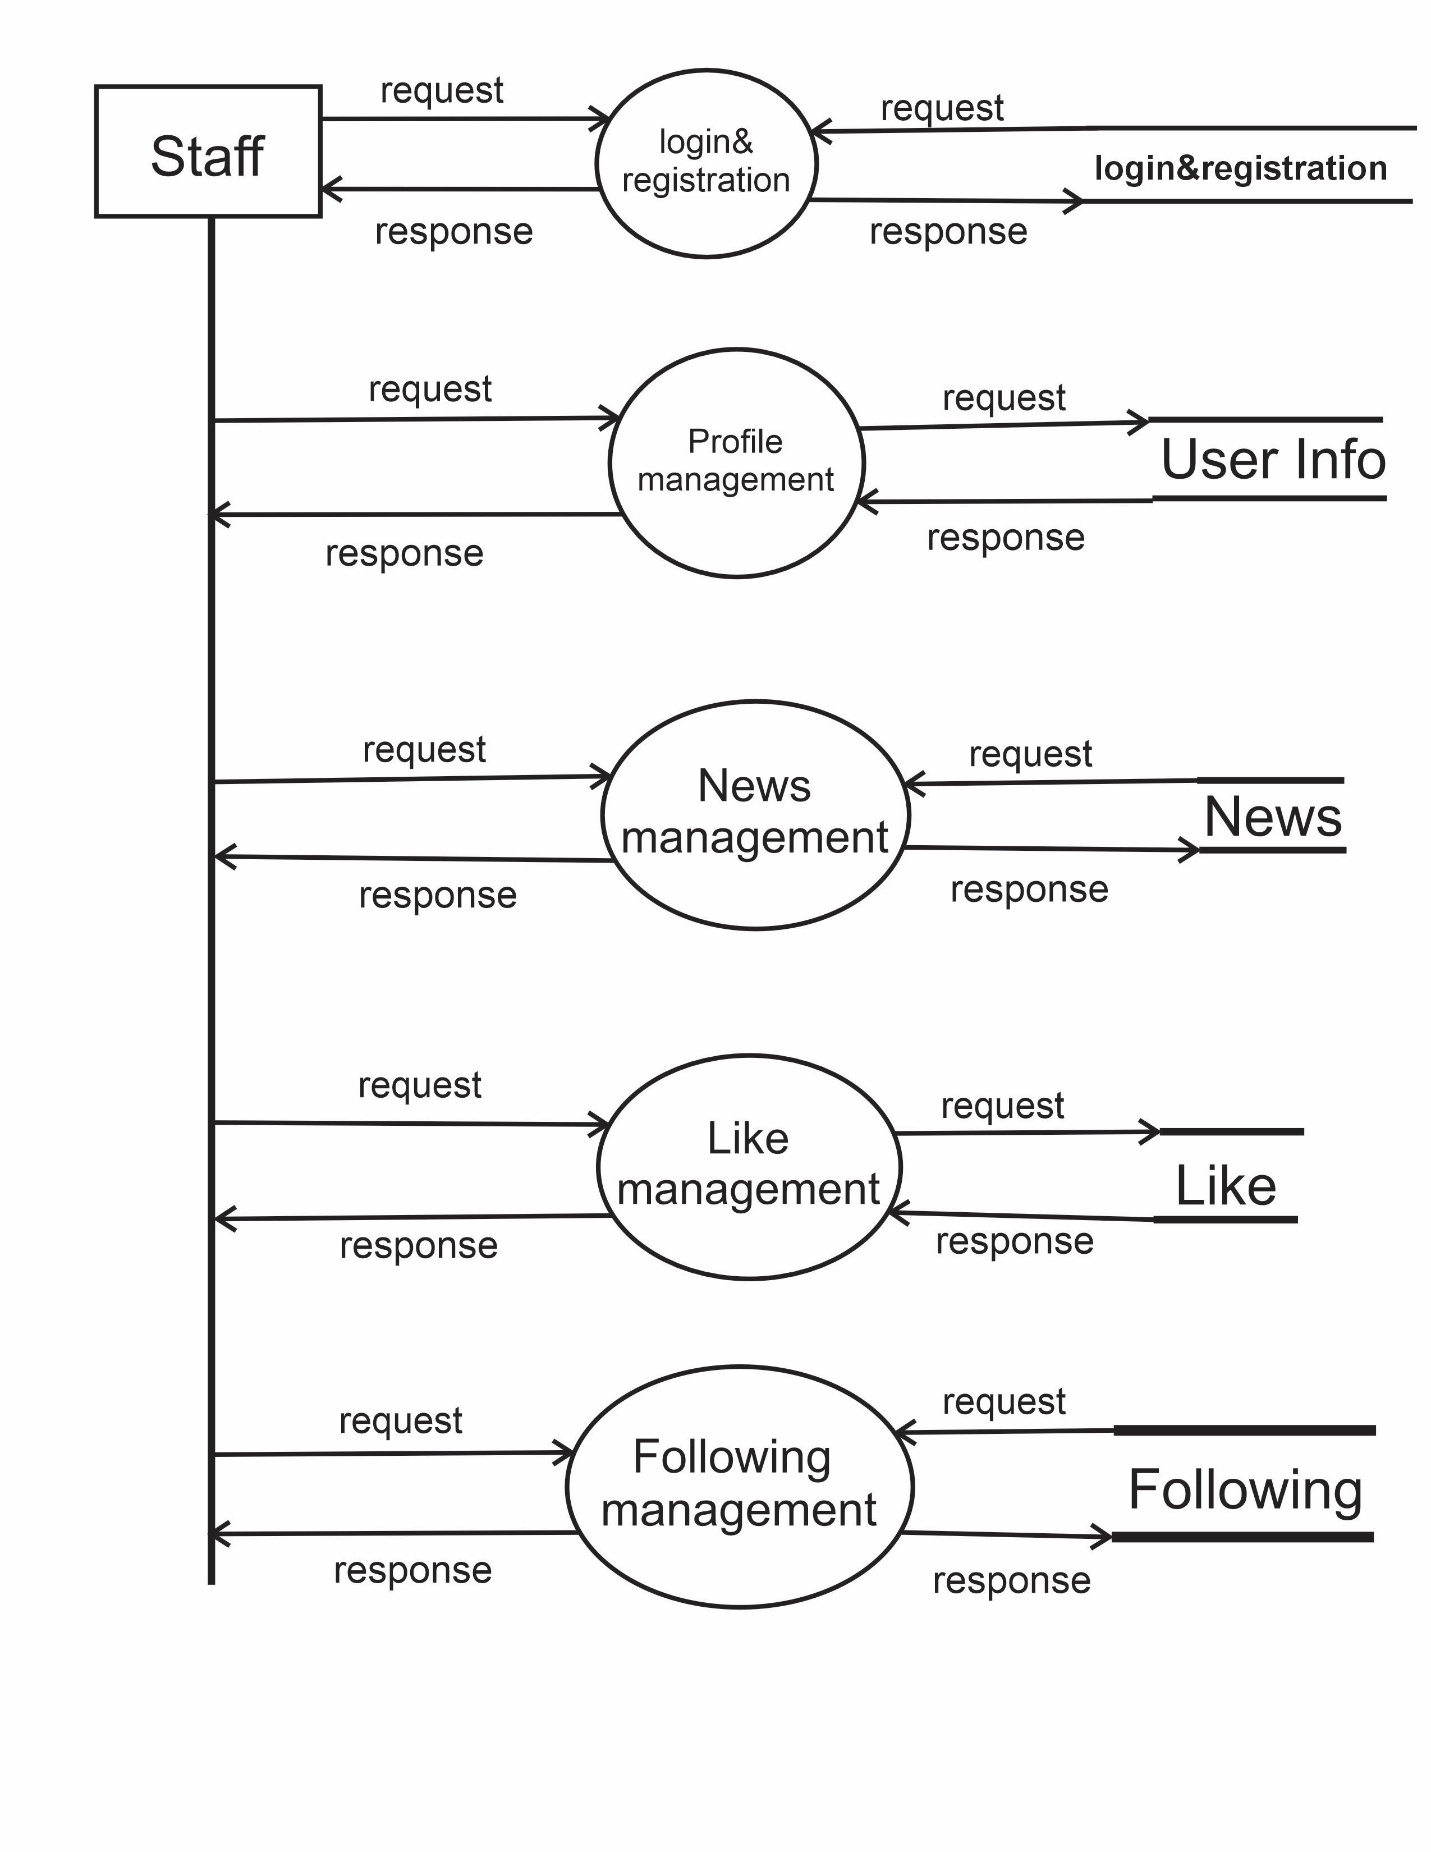 request
request
Staff
login&
registration
login&registration
response
response
request
request
Profile
management
User Info
response
response
request
request
News
management
News
response
response
request
request
Like
management
Like
response
response
request
request
Following
management
Following
response
response